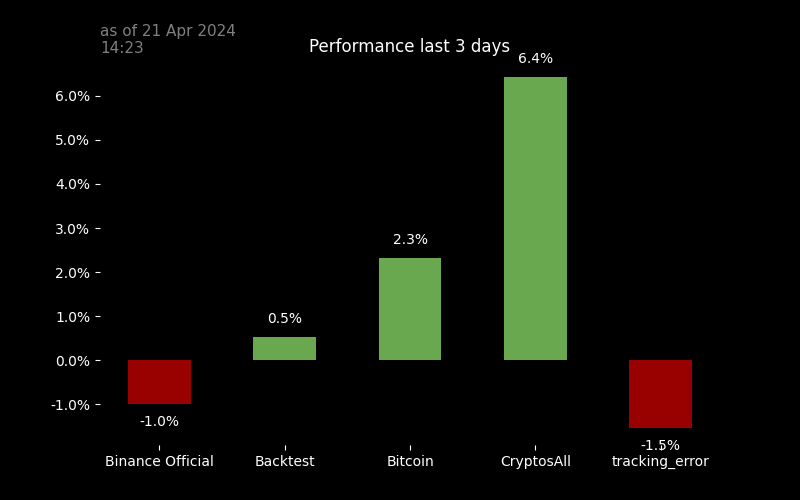 as of 21 Apr 2024
14:23
Performance last 3 days
6.4%
6.0%
5.0%
4.0%
3.0%
2.3%
2.0%
1.0%
0.5%
0.0%
-1.0%
-1.0%
-1.5%
Binance Official
Backtest
Bitcoin
CryptosAll
tracking_error